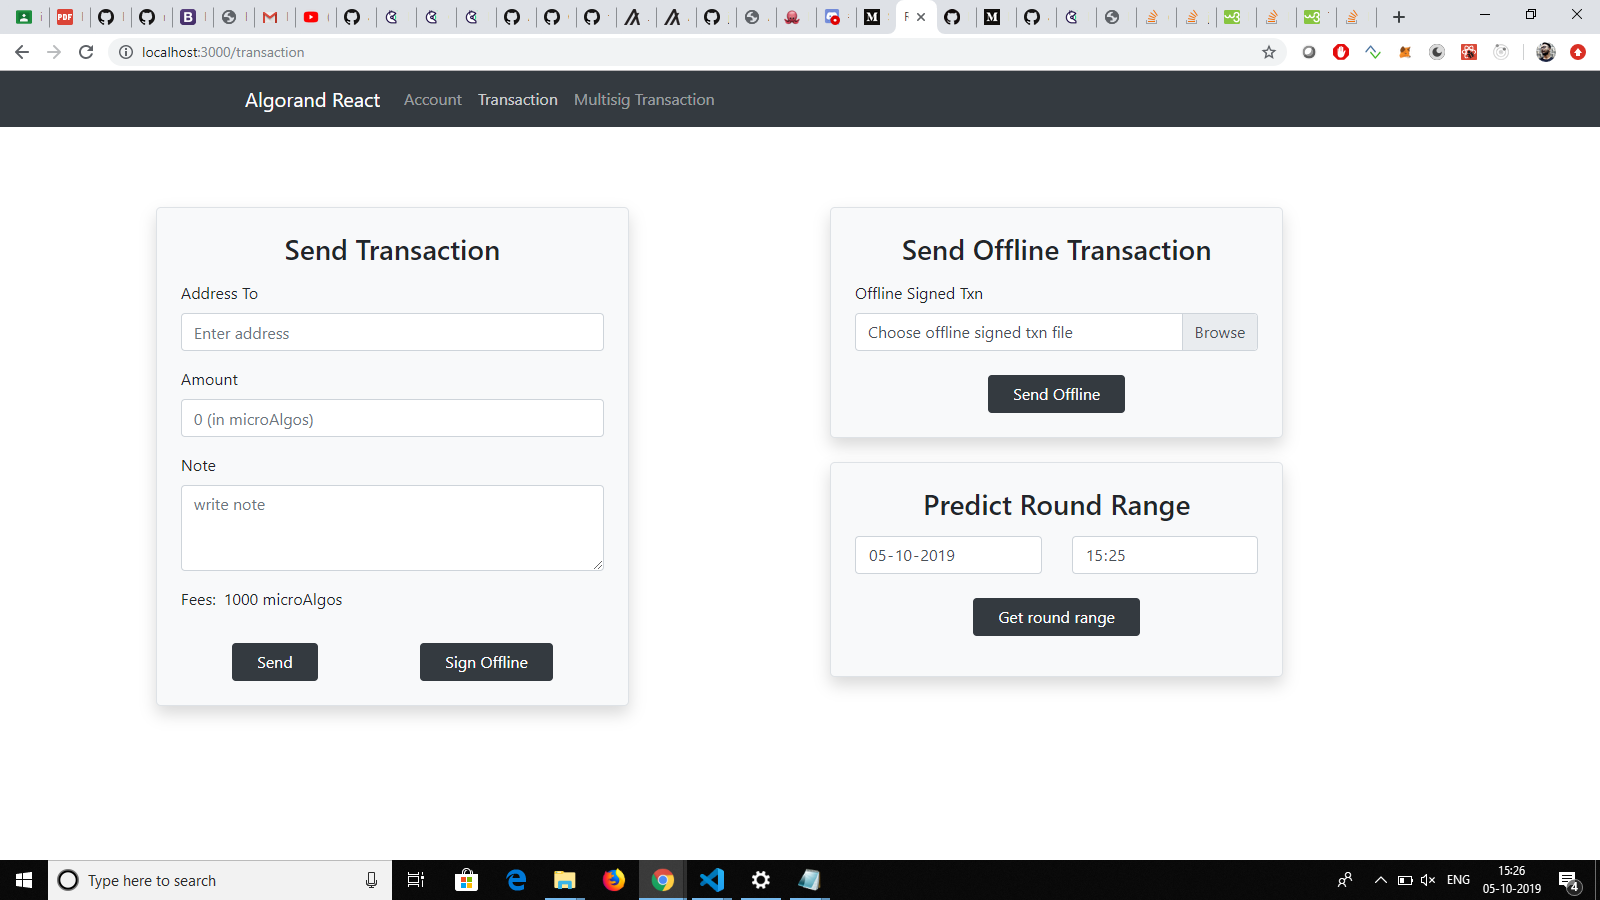 localhost:3000/transaction
Algorand React Account Transaction Multisig Transaction
Send Transaction
Address To
Enter address
Amount
0 (in microAlgos)
Note
write note
Fees: 1000 microAlgos
Send Sign Offline
Send Offline Transaction
Offline Signed Txn
Choose offline signed txn file Browse
Send Offline
Predict Round Range
05-10-2019 15:25
Get round range
Type here to search
ENG
15:26
05-10-2019
4